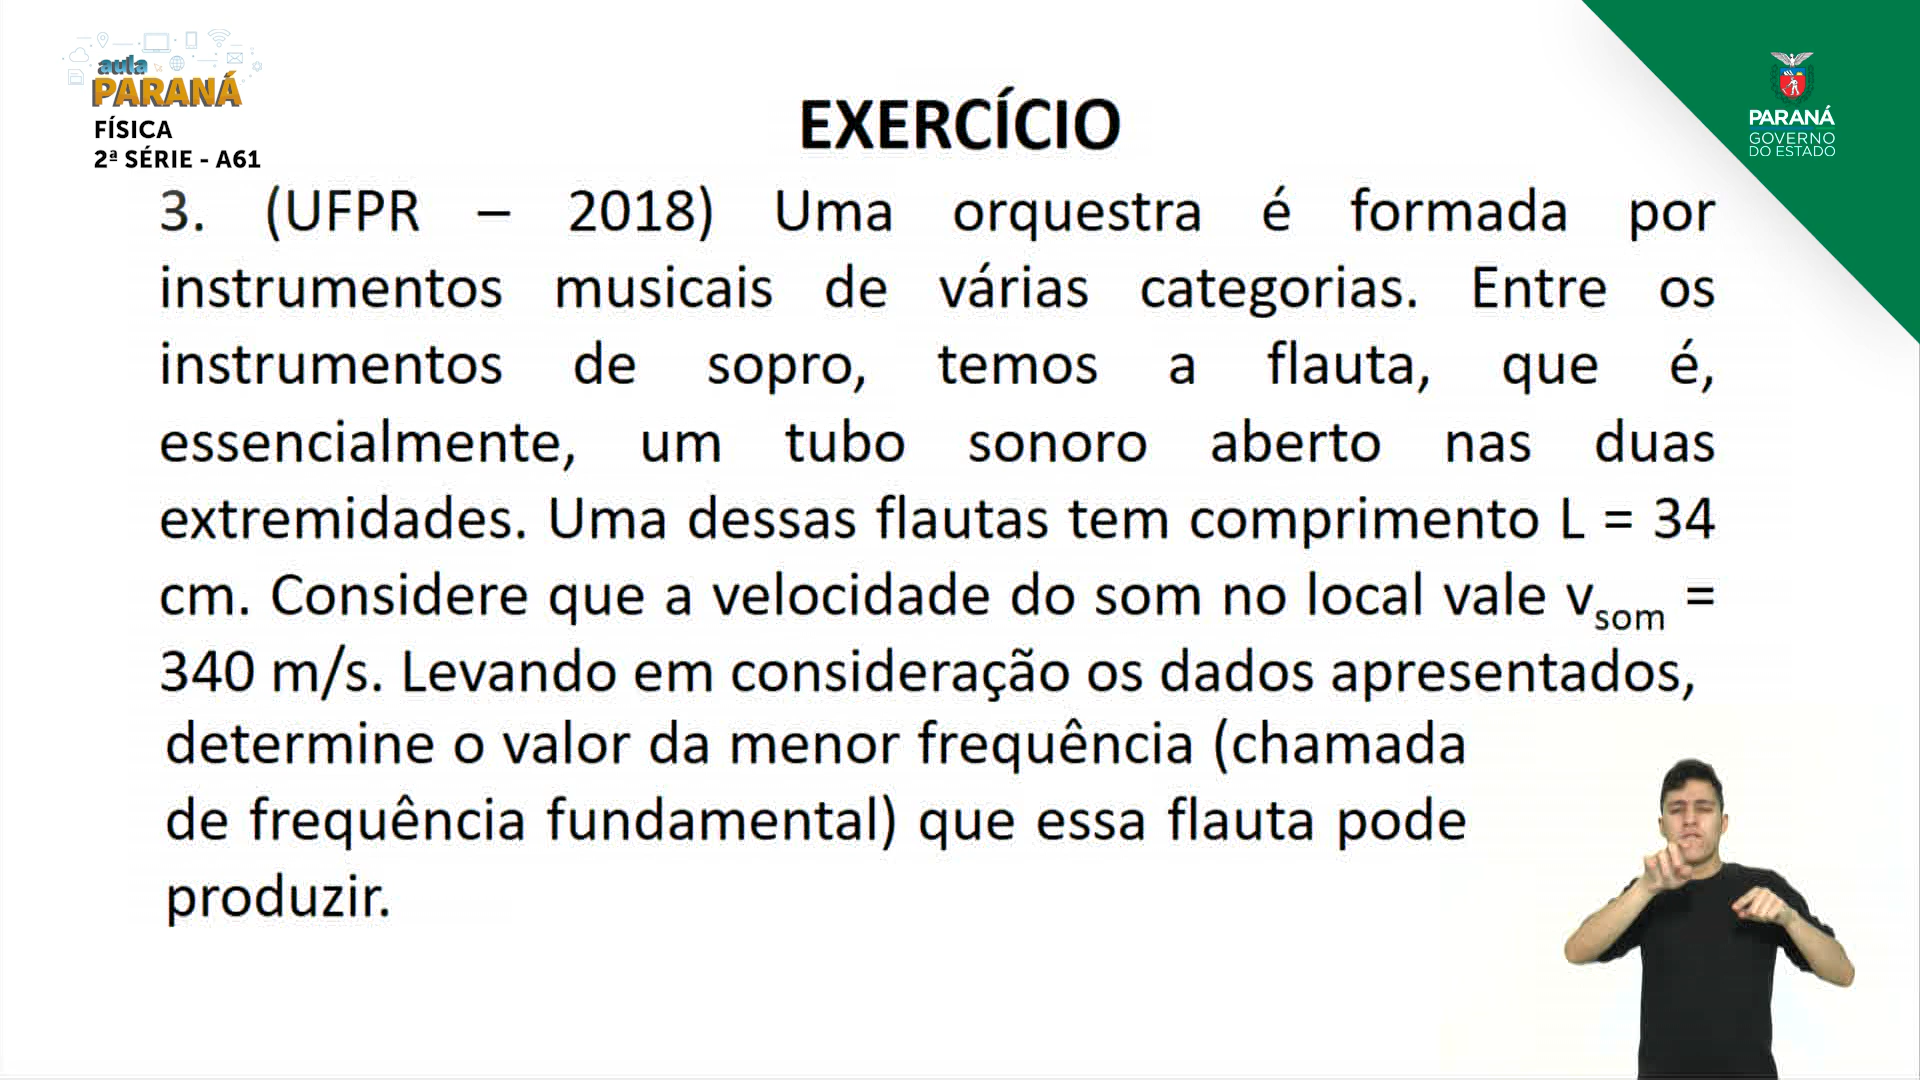 aula
PARANÁ
FÍSICA
2ª SÉRIE - A61
PARANÁ
GOVERNO
DO ESTADO
EXERCÍCIO
3. (UFPR – 2018) Uma orquestra é formada por
instrumentos musicais de várias categorias. Entre os
instrumentos de sopro, temos a flauta, que é,
essencialmente, um tubo sonoro aberto nas duas
extremidades. Uma dessas flautas tem comprimento L = 34
cm. Considere que a velocidade do som no local vale vsom =
340 m/s. Levando em consideração os dados apresentados,
determine o valor da menor frequência (chamada
de frequência fundamental) que essa flauta pode
produzir.